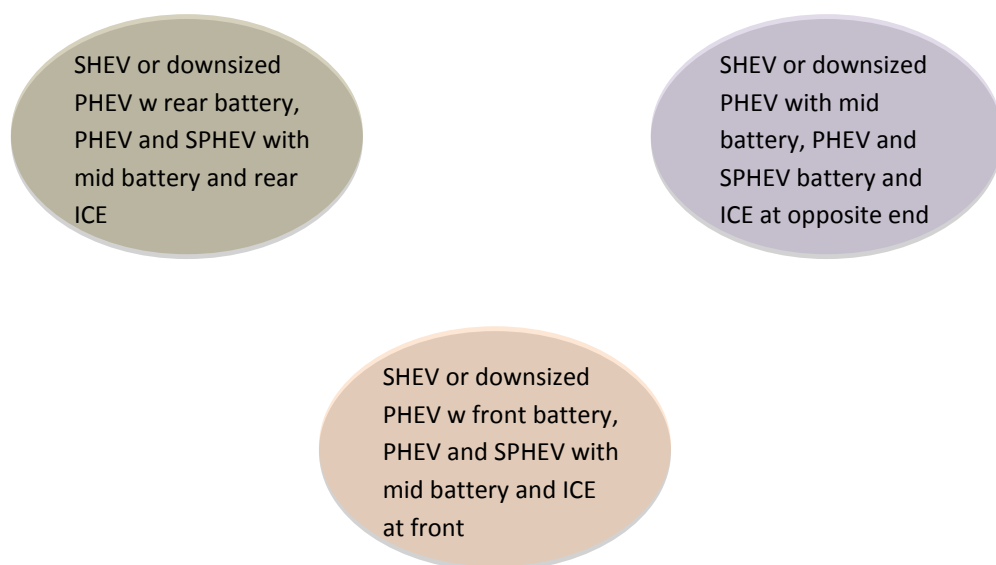 SHEV or downsized
PHEV w rear battery,
PHEV and SPHEV with
mid battery and rear
ICE
SHEV or downsized
PHEV with mid
battery, PHEV and
SPHEV battery and
ICE at opposite end
SHEV or downsized
PHEV w front battery,
PHEV and SPHEV with
mid battery and ICE
at front